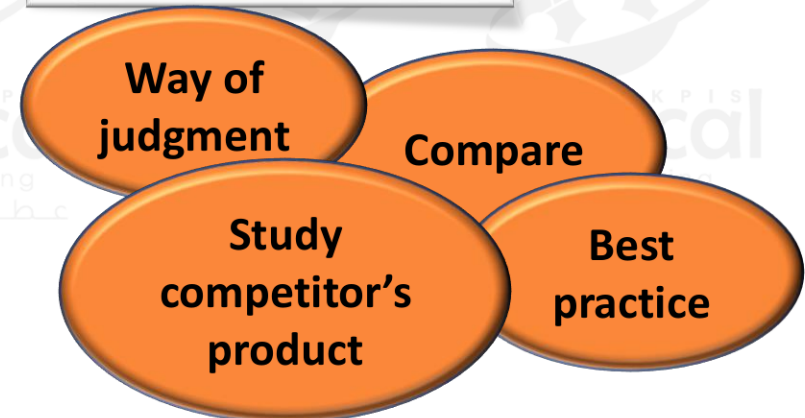 Way of
judgment
Compare
Study
competitor's
product
Best
practice
K P I S